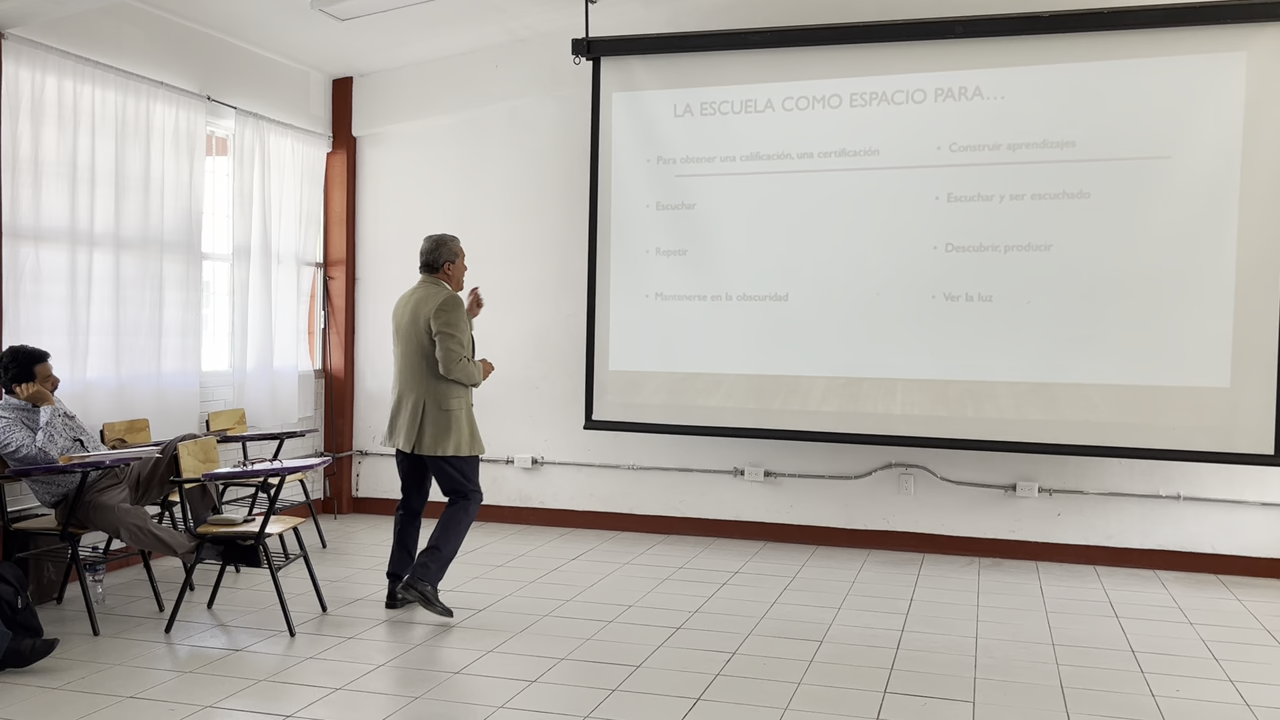 LA ESCUELA COMO ESPACIO PARA...
• Para obtener una calificación, una certificación
• Escuchar
• Repetir
• Mantenerse en la obscuridad
• Construir aprendizajes
• Escuchar y ser escuchado
• Descubrir, producir
• Ver la luz